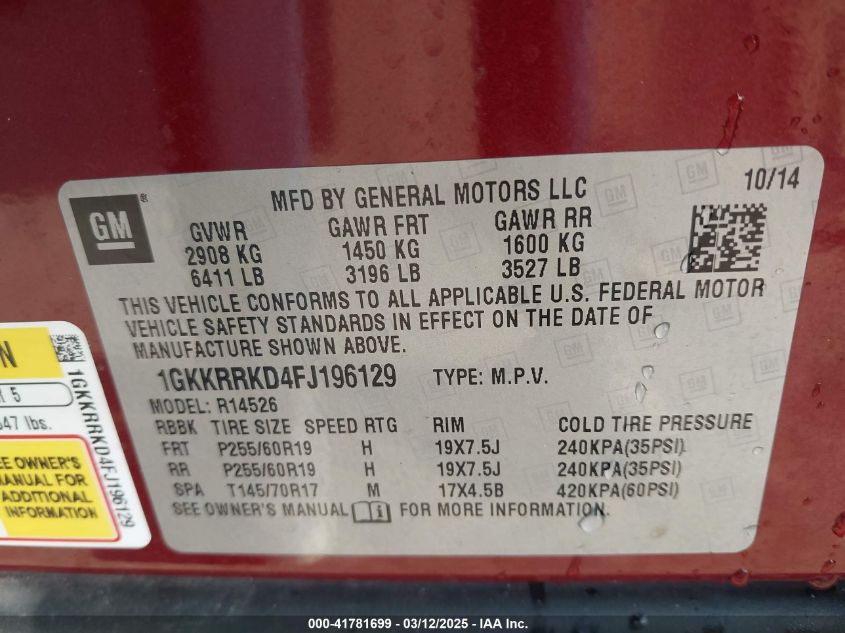 MFD BY GENERAL MOTORS LLC
10/14
GM
®
GVWR GAWR FRT GAWR RR
2908 KG 1450 KG 1600 KG
6411 LB 3196 LB 3527 LB
THIS VEHICLE CONFORMS TO ALL APPLICABLE U.S. FEDERAL MOTOR
VEHICLE SAFETY STANDARDS IN EFFECT ON THE DATE OF
MANUFACTURE SHOWN ABOVE.
1GKKRRKD4FJ196129 TYPE: M.P.V.
MODEL: R14526
RBBK TIRE SIZE SPEED RTG RIM COLD TIRE PRESSURE
FRT P255/60R19 H 19X7.5J 240KPA(35PSI)
RR P255/60R19 H 19X7.5J 240KPA(35PSI)
SPA T145/70R17 M 17X4.5B 420KPA(60PSI)
SEE OWNER'S MANUAL FOR MORE INFORMATION.
N
5
47 lbs.
SEE OWNER'S
MANUAL FOR
ADDITIONAL
INFORMATION
1GKKRRKD4FJ196129
000-41781699 / 03/12/2025 / © IAA Inc.